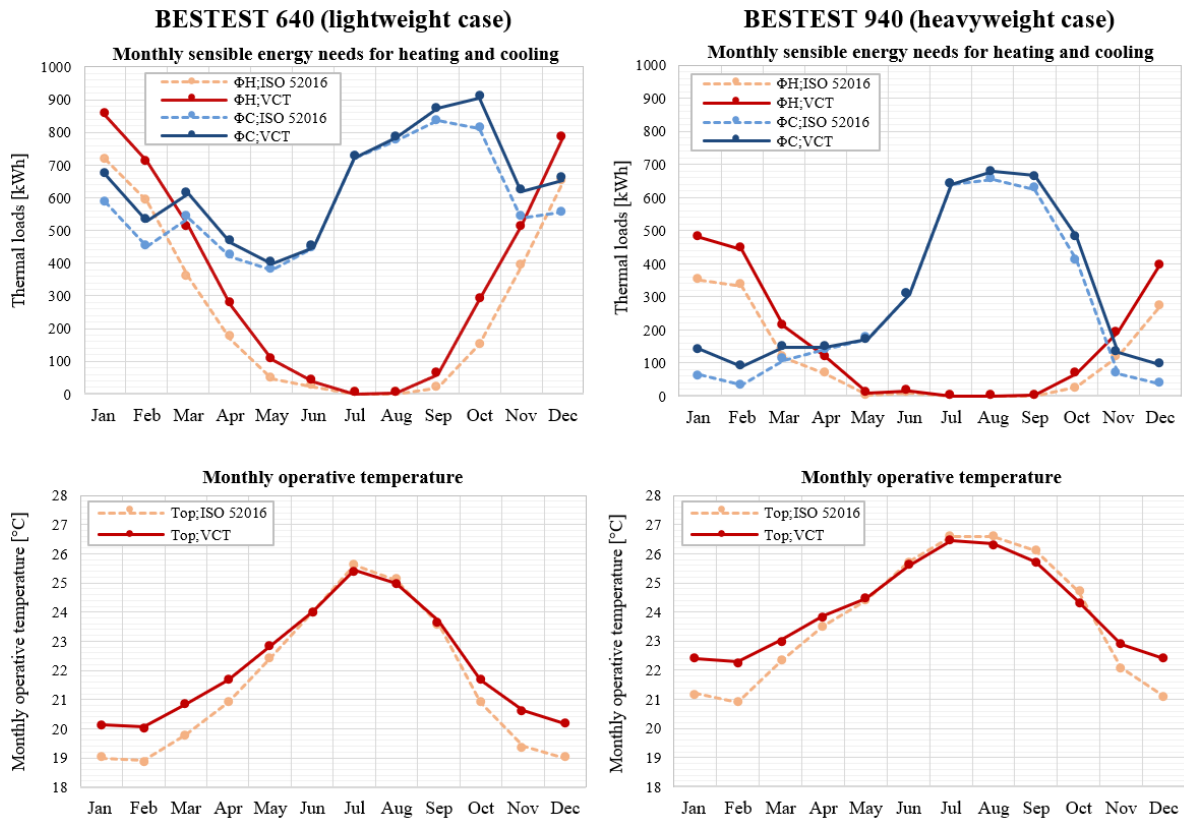 BESTEST 640 (lightweight case)
Monthly sensible energy needs for heating and cooling
1000
900
800
700
600
500
400
300
200
100
0
Thermal loads [kWh]
ΦH;ISO 52016
ΦH;VCT
ΦC;ISO 52016
ΦC;VCT
Jan Feb Mar Apr May Jun Jul Aug Sep Oct Nov Dec
BESTEST 940 (heavyweight case)
Monthly sensible energy needs for heating and cooling
1000
900
800
700
600
500
400
300
200
100
0
Thermal loads [kWh]
ΦH;ISO 52016
ΦH;VCT
ΦC;ISO 52016
ΦC;VCT
Jan Feb Mar Apr May Jun Jul Aug Sep Oct Nov Dec
Monthly operative temperature
28
27
26
25
24
23
22
21
20
19
18
Monthly operative temperature [°C]
Top;ISO 52016
Top;VCT
Jan Feb Mar Apr May Jun Jul Aug Sep Oct Nov Dec
Monthly operative temperature
28
27
26
25
24
23
22
21
20
19
18
Monthly operative temperature [°C]
Top;ISO 52016
Top;VCT
Jan Feb Mar Apr May Jun Jul Aug Sep Oct Nov Dec